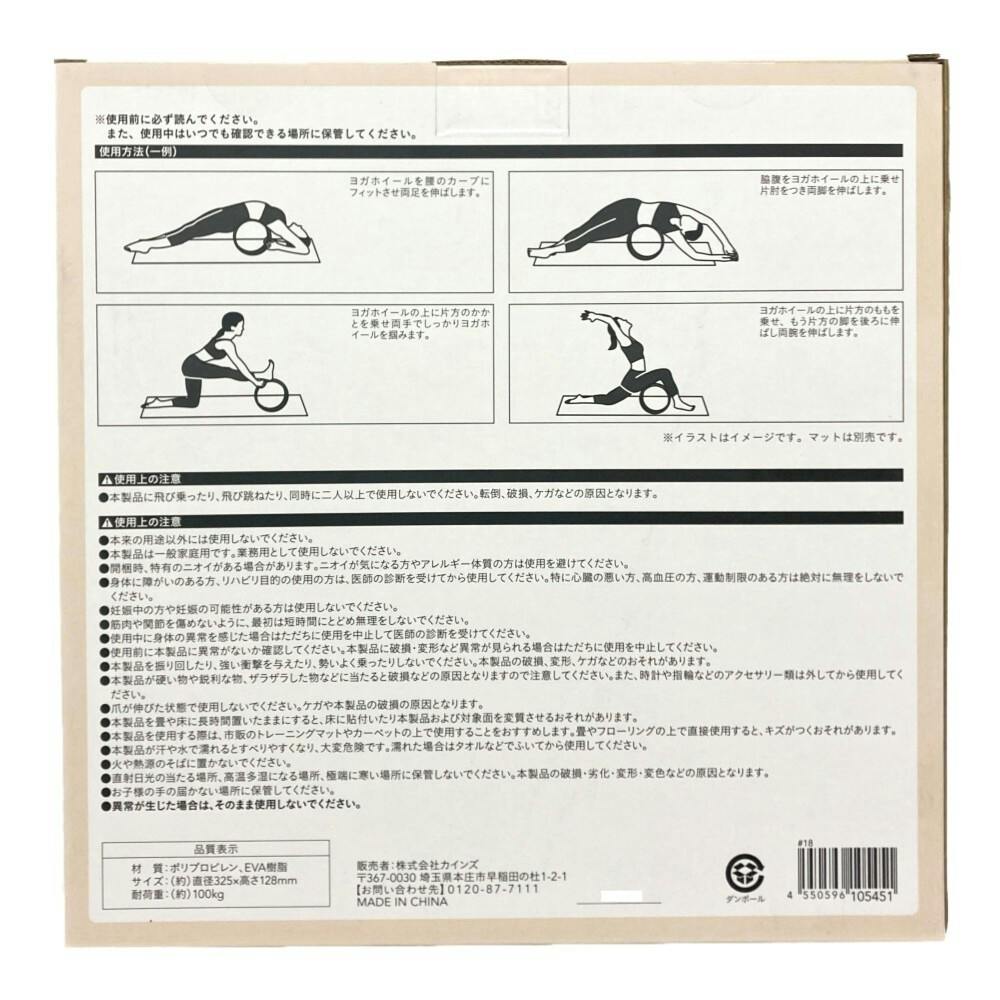 ※使用前に必ず読んでください。
また、使用中はいつでも確認できる場所に保管してください。
使用方法(一例)
ヨガホイールを腰のカーブに
フィットさせ両足を伸ばします。
脇腹をヨガホイールの上に乗せ
片肘をつき両脚を伸ばします。
ヨガホイールの上に片方のかか
とを乗せ両手でしっかりヨガホ
イールを掴みます。
ヨガホイールの上に片方のももを
乗せ、もう片方の脚を後ろに伸
ばし両腕を伸ばします。
※イラストはイメージです。マットは別売です。
⚠使用上の注意
●本製品に飛び乗ったり、飛び跳ねたり、同時に二人以上で使用しないでください。転倒、破損、ケガなどの原因となります。
⚠使用上の注意
●本来の用途以外には使用しないでください。
●本製品は一般家庭用です。業務用として使用しないでください。
●開梱時、特有のニオイがある場合があります。ニオイが気になる方やアレルギー体質の方は使用を避けてください。
●身体に障がいのある方、リハビリ目的の使用の方は、医師の診断を受けてから使用してください。特に心臓の悪い方、高血圧の方、運動制限のある方は絶対に無理をしないで
ください。
●妊娠中の方や妊娠の可能性がある方は使用しないでください。
●筋肉や関節を傷めないように、最初は短時間にとどめ無理をしないでください。
●使用中に身体の異常を感じた場合はただちに使用を中止して医師の診断を受けてください。
●使用前に本製品に異常がないか確認してください。本製品に破損・変形など異常が見られる場合はただちに使用を中止してください。
●本製品を振り回したり、強い衝撃を与えたり、勢いよく乗ったりしないでください。本製品の破損、変形、ケガなどのおそれがあります。
●本製品が硬い物や鋭利な物、ザラザラした物などに当たると破損などの原因となりますので注意してください。また、時計や指輪などのアクセサリー類は外してから使用してく
ださい。
●爪が伸びた状態で使用しないでください。ケガや本製品の破損の原因となります。
●本製品を畳や床に長時間置いたままにすると、床に貼付いたり本製品および対象面を変質させるおそれがあります。
●本製品を使用する際は、市販のトレーニングマットやカーペットの上で使用することをおすすめします。畳やフローリングの上で直接使用すると、キズがつくおそれがあります。
●本製品が汗や水で濡れるとすべりやすくなり、大変危険です。濡れた場合はタオルなどでふいてから使用してください。
●火や熱源のそばに置かないでください。
●直射日光の当たる場所、高温多湿になる場所、極端に寒い場所に保管しないでください。本製品の破損・劣化・変形・変色などの原因となります。
●お子様の手の届かない場所に保管してください。
●異常が生じた場合は、そのまま使用しないでください。
品質表示
材 質：ポリプロピレン、EVA樹脂
サイズ：(約)直径325×高さ128mm
耐荷重：(約)100kg
販売者：株式会社カインズ
〒367-0030 埼玉県本庄市早稲田の杜1-2-1
【お問い合わせ先】0120-87-7111
MADE IN CHINA
ダンボール
#18
4 550596 105451